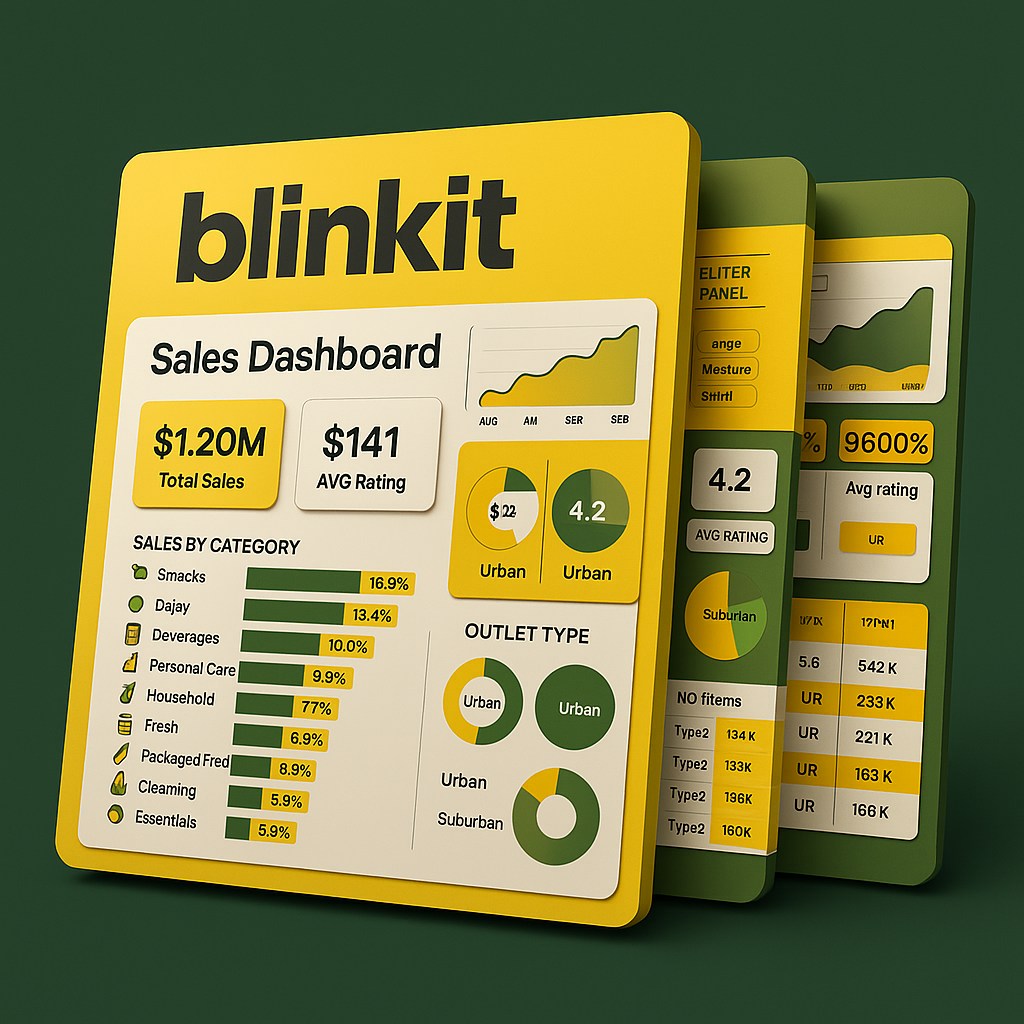 blinkit
Sales Dashboard
$1.20M
Total Sales
$141
AVG Rating
AUG AM SER SEB
4.2
Urban Urban
SALES BY CATEGORY
Smacks 16.9%
Dajay 13.4%
Deverages 10.0%
Personal Care 9.9%
Household 77%
Fresh 6.9%
Packaged Fred 8.9%
Cleaming 5.9%
Essentlals 5.9%
OUTLET TYPE
Urban Urban
Urban
Suburban
ELITER
PANEL
ange
Mesture
4.2
AVG RATING
Suburlan
NO fitems
Type2 134 K
Type2 133K
Type2 196K
Type2 160K
% 9600%
Avg rating
UR
5.6 542 K
UR 233 K
UR 221 K
UR 163 K
UR 166 K